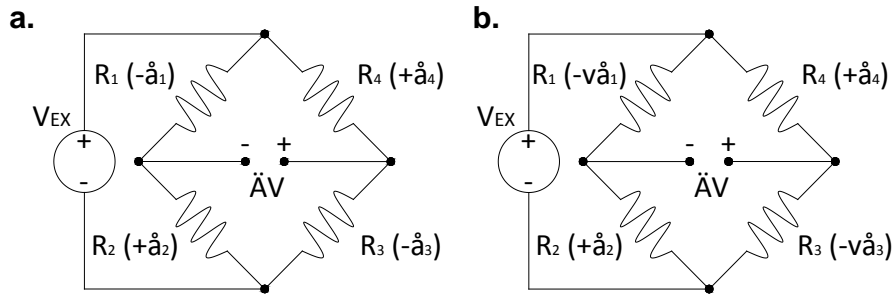 a.
R1 (-å1)
R4 (+å4)
VEX
+
-
- +
ÄV
R2 (+å2)
R3 (-å3)
b.
R1 (-vå1)
R4 (+å4)
VEX
+
-
- +
ÄV
R2 (+å2)
R3 (-vå3)